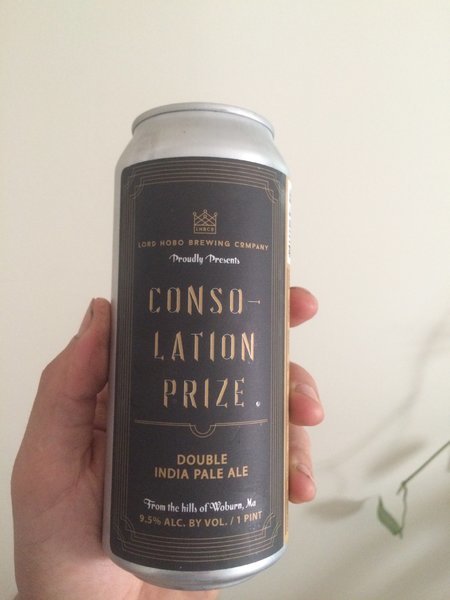 LHBCO
LORD HOBO BREWING COMPANY
Proudly Presents
CONSO-
LATION
PRIZE.
DOUBLE
INDIA PALE ALE
From the hills of Woburn, Ma
9.5% ALC. BY VOL. / 1 PINT